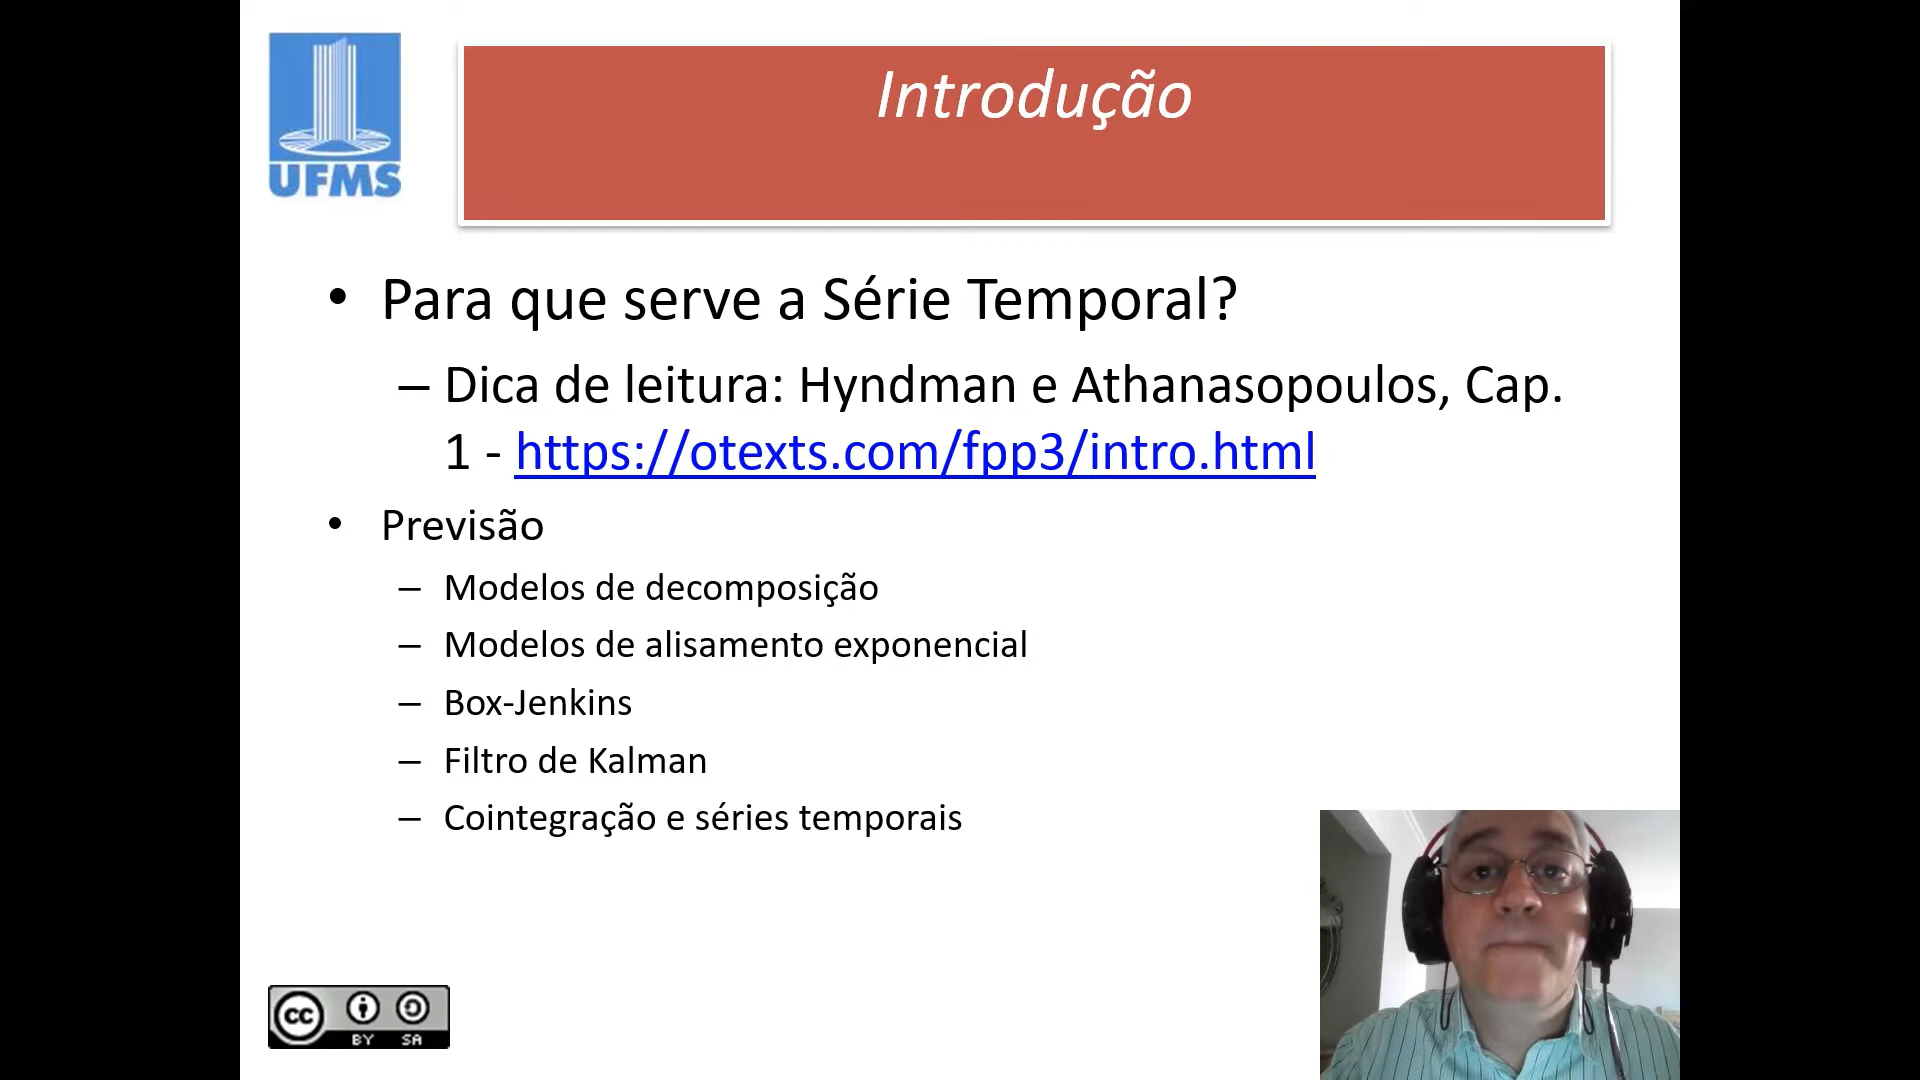 UFMS
Introdução
• Para que serve a Série Temporal?
– Dica de leitura: Hyndman e Athanasopoulos, Cap.
1 - https://otexts.com/fpp3/intro.html
• Previsão
– Modelos de decomposição
– Modelos de alisamento exponencial
– Box-Jenkins
– Filtro de Kalman
– Cointegração e séries temporais
cc
BY SA